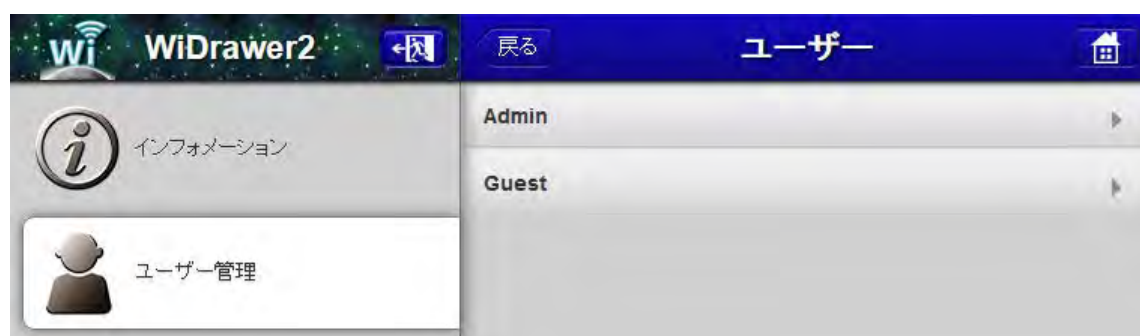 Wi WiDrawer2
インフォメーション
ユーザー管理
戻る ユーザー
Admin
Guest